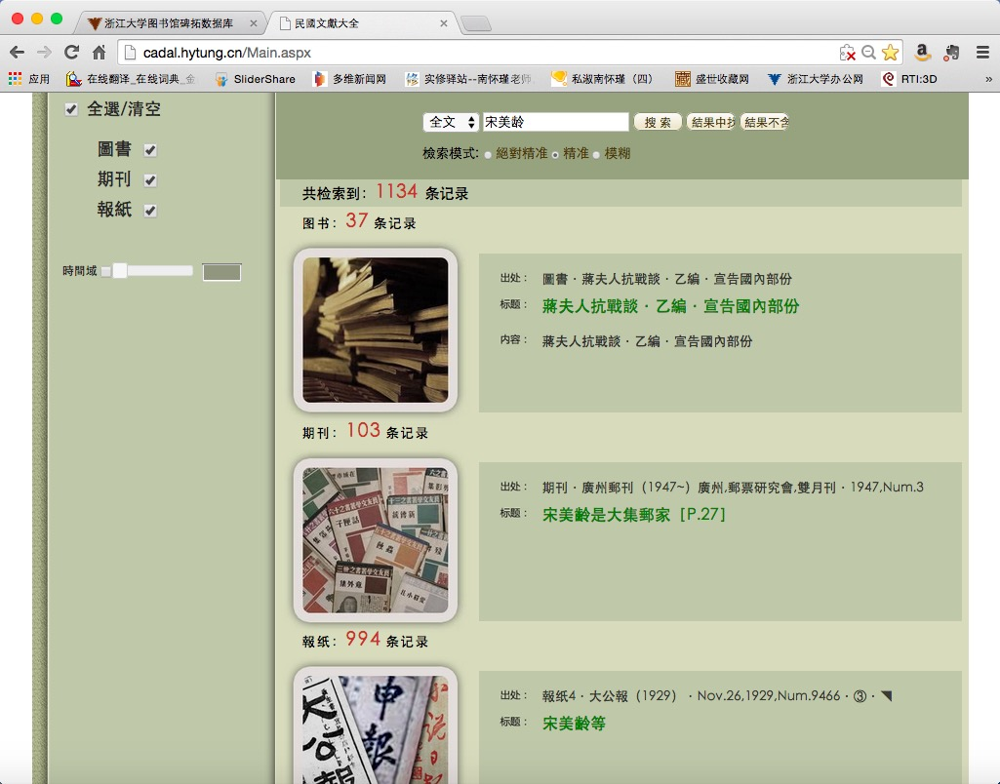 浙江大学图书馆碑拓数据库
民國文獻大全
cadal.hytung.cn/Main.aspx
应用 在线翻译_在线词典_金 SliderShare 多维新闻网 实修驿站--南怀瑾老师 私淑南怀瑾（四） 盛世收藏网 浙江大学办公网 RTI:3D »
全選/清空
圖書
期刊
報紙
時間域
全文 宋美龄 搜 索 結果中找 結果不含
檢索模式: 絕對精准 精准 模糊
共检索到：1134 条记录
图书：37 条记录
出处： 圖書·蔣夫人抗戰談·乙編·宣告國內部份
标题： 蔣夫人抗戰談·乙編·宣告國內部份
内容： 蔣夫人抗戰談·乙編·宣告國內部份
期刊：103 条记录
出处： 期刊·廣州郵刊（1947~）廣州,郵票研究會,雙月刊·1947,Num.3
标题： 宋美齡是大集郵家［P.27］
報紙：994 条记录
出处： 報纸4·大公報（1929）·Nov.26,1929,Num.9466·③·◥
标题： 宋美齡等
申報